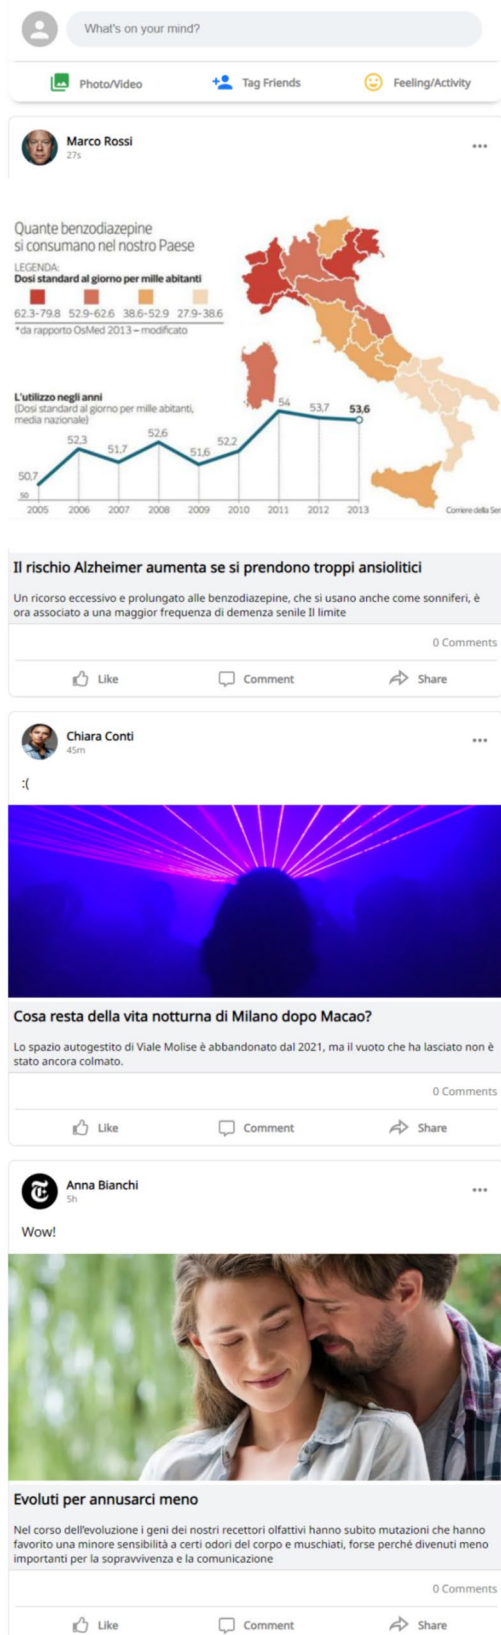 What's on your mind?
Photo/Video
Tag Friends
Feeling/Activity
Marco Rossi
27s
Quante benzodiazepine
si consumano nel nostro Paese
LEGENDA:
Dosi standard al giorno per mille abitanti
62.3-79.8 52.9-62.6 38.6-52.9 27.9-38.6
*da rapporto OsMed 2013 – modificato
L'utilizzo negli anni
(Dosi standard al giorno per mille abitanti,
media nazionale)
50,7
52,3
51,7
52,6
51,6
52,2
54
53,7
53,6
50
2005 2006 2007 2008 2009 2010 2011 2012 2013
Corriere della Ser
Il rischio Alzheimer aumenta se si prendono troppi ansiolitici
Un ricorso eccessivo e prolungato alle benzodiazepine, che si usano anche come sonniferi, è
ora associato a una maggior frequenza di demenza senile Il limite
0 Comments
Like
Comment
Share
Chiara Conti
45m
:(
Cosa resta della vita notturna di Milano dopo Macao?
Lo spazio autogestito di Viale Molise è abbandonato dal 2021, ma il vuoto che ha lasciato non è
stato ancora colmato.
0 Comments
Like
Comment
Share
Anna Bianchi
5h
Wow!
Evoluti per annusarci meno
Nel corso dell'evoluzione i geni dei nostri recettori olfattivi hanno subito mutazioni che hanno
favorito una minore sensibilità a certi odori del corpo e muschiati, forse perché divenuti meno
importanti per la sopravvivenza e la comunicazione
0 Comments
Like
Comment
Share